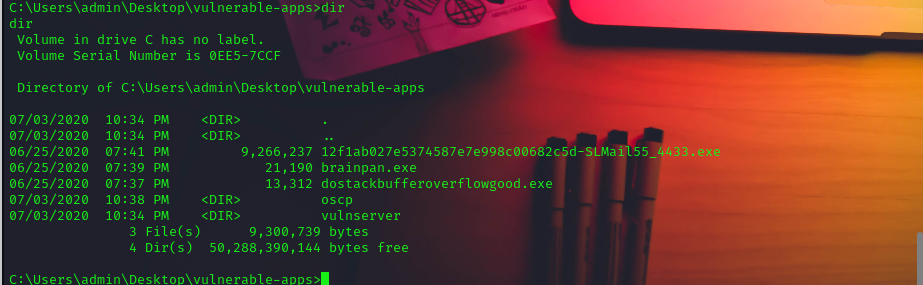 C:\Users\admin\Desktop\vulnerable-apps>dir
dir
 Volume in drive C has no label.
 Volume Serial Number is 0EE5-7CCF

 Directory of C:\Users\admin\Desktop\vulnerable-apps

07/03/2020  10:34 PM    <DIR>          .
07/03/2020  10:34 PM    <DIR>          ..
06/25/2020  07:41 PM         9,266,237 12f1ab027e5374587e7e998c00682c5d-SLMail55_4433.exe
06/25/2020  07:39 PM            21,190 brainpan.exe
06/25/2020  07:37 PM            13,312 dostackbufferoverflowgood.exe
07/03/2020  10:38 PM    <DIR>          oscp
07/03/2020  10:34 PM    <DIR>          vulnserver
               3 File(s)      9,300,739 bytes
               4 Dir(s)  50,288,390,144 bytes free

C:\Users\admin\Desktop\vulnerable-apps>